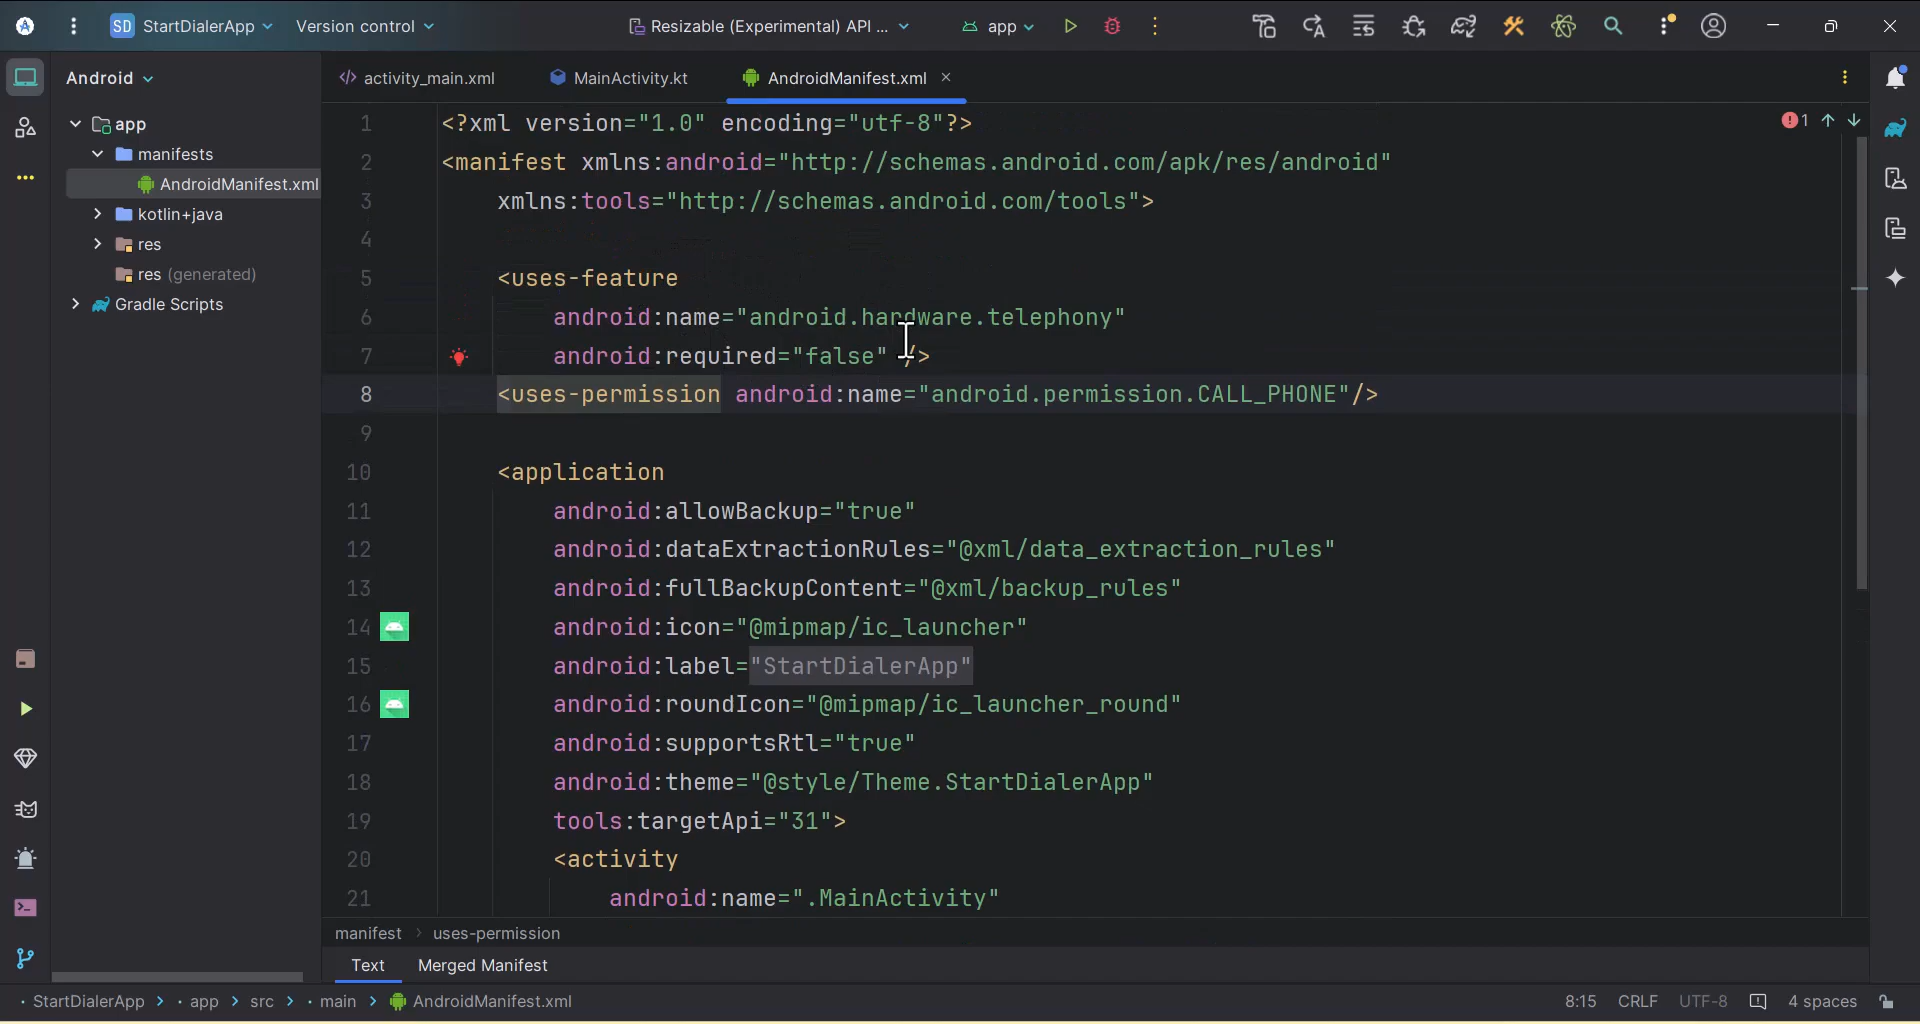 SD StartDialerApp Version control Resizable (Experimental) API ... app
Android
activity_main.xml MainActivity.kt AndroidManifest.xml
app
manifests
AndroidManifest.xml
kotlin+java
res
res (generated)
Gradle Scripts
1 <?xml version="1.0" encoding="utf-8"?>
2 <manifest xmlns:android="http://schemas.android.com/apk/res/android"
3 xmlns:tools="http://schemas.android.com/tools">
4
5 <uses-feature
6 android:name="android.hardware.telephony"
7 android:required="false" />
8 <uses-permission android:name="android.permission.CALL_PHONE"/>
9
10 <application
11 android:allowBackup="true"
12 android:dataExtractionRules="@xml/data_extraction_rules"
13 android:fullBackupContent="@xml/backup_rules"
14 android:icon="@mipmap/ic_launcher"
15 android:label="StartDialerApp"
16 android:roundIcon="@mipmap/ic_launcher_round"
17 android:supportsRtl="true"
18 android:theme="@style/Theme.StartDialerApp"
19 tools:targetApi="31">
20 <activity
21 android:name=".MainActivity"
1
manifest > uses-permission
Text Merged Manifest
StartDialerApp > app > src > main > AndroidManifest.xml 8:15 CRLF UTF-8 4 spaces